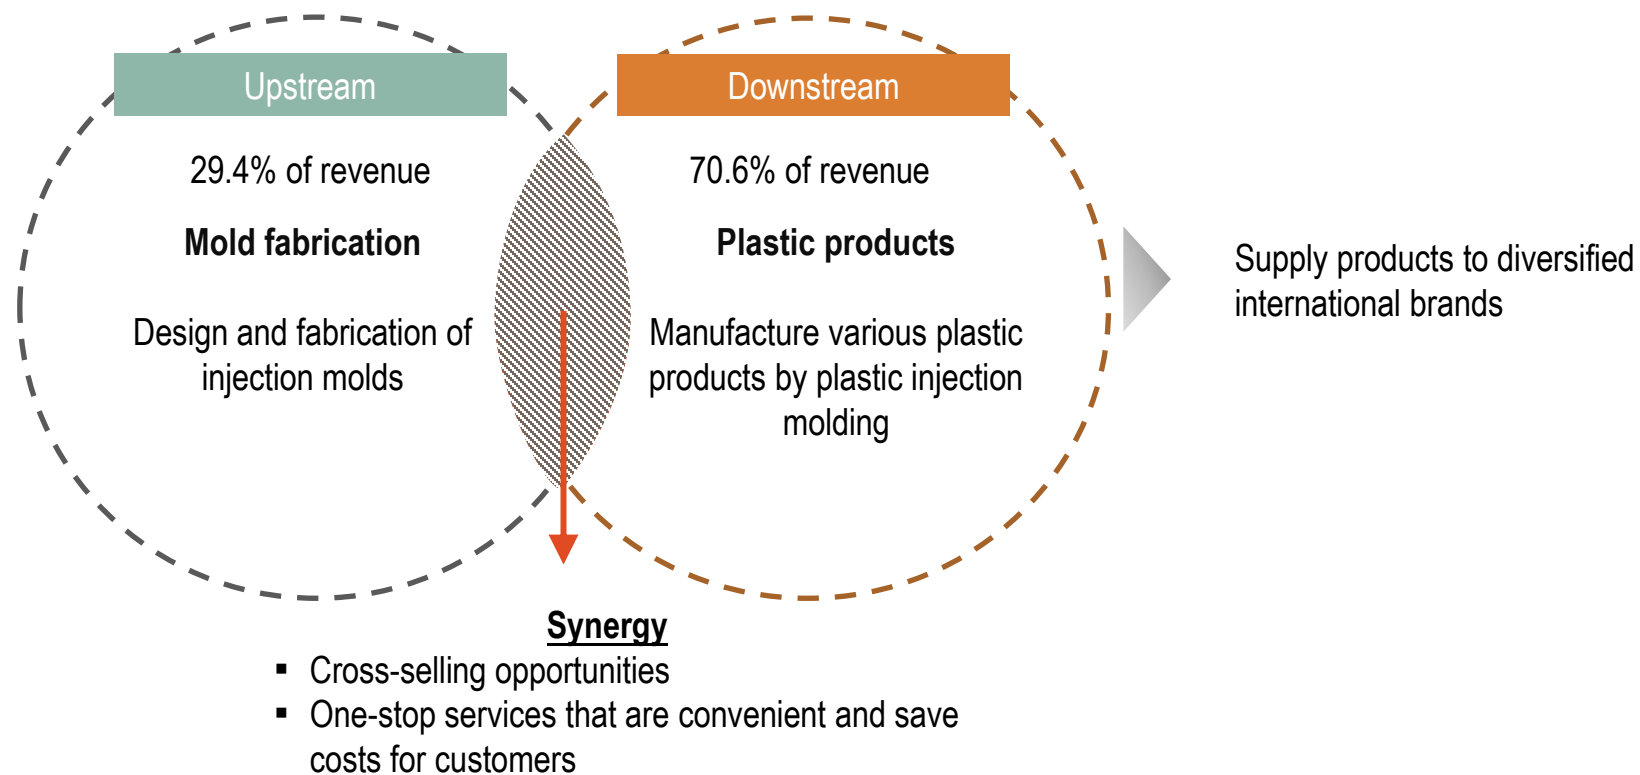 Upstream
29.4% of revenue
Mold fabrication
Design and fabrication of
injection molds
Downstream
70.6% of revenue
Plastic products
Manufacture various plastic
products by plastic injection
molding
Supply products to diversified
international brands
Synergy
▪ Cross-selling opportunities
▪ One-stop services that are convenient and save
costs for customers